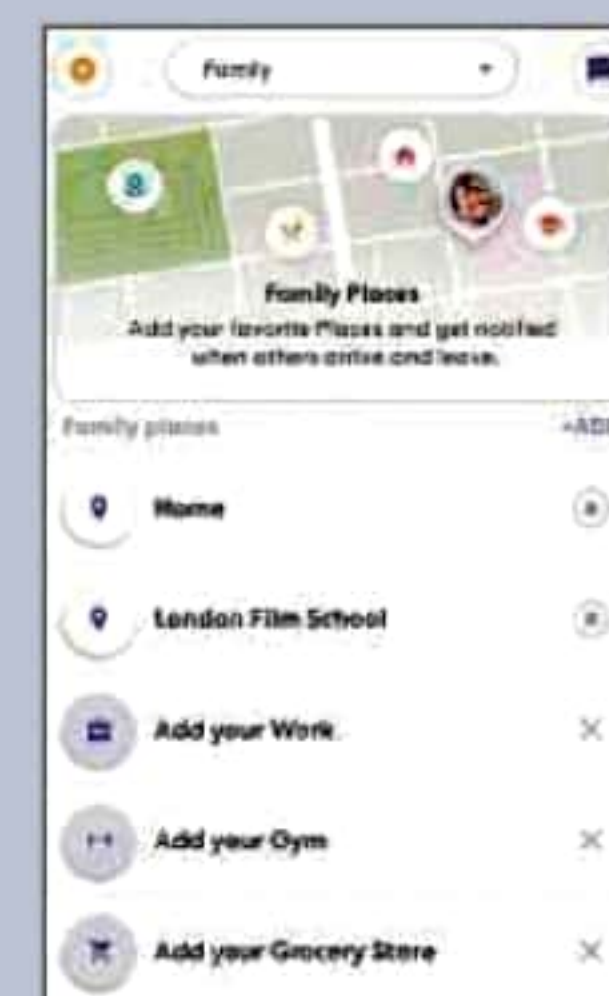 Family
Family Places
Add your favorite Places and get notified
when others arrive and leave.
Family places
+ADD
Home
London Film School
Add your Work
Add your Gym
Add your Grocery Store